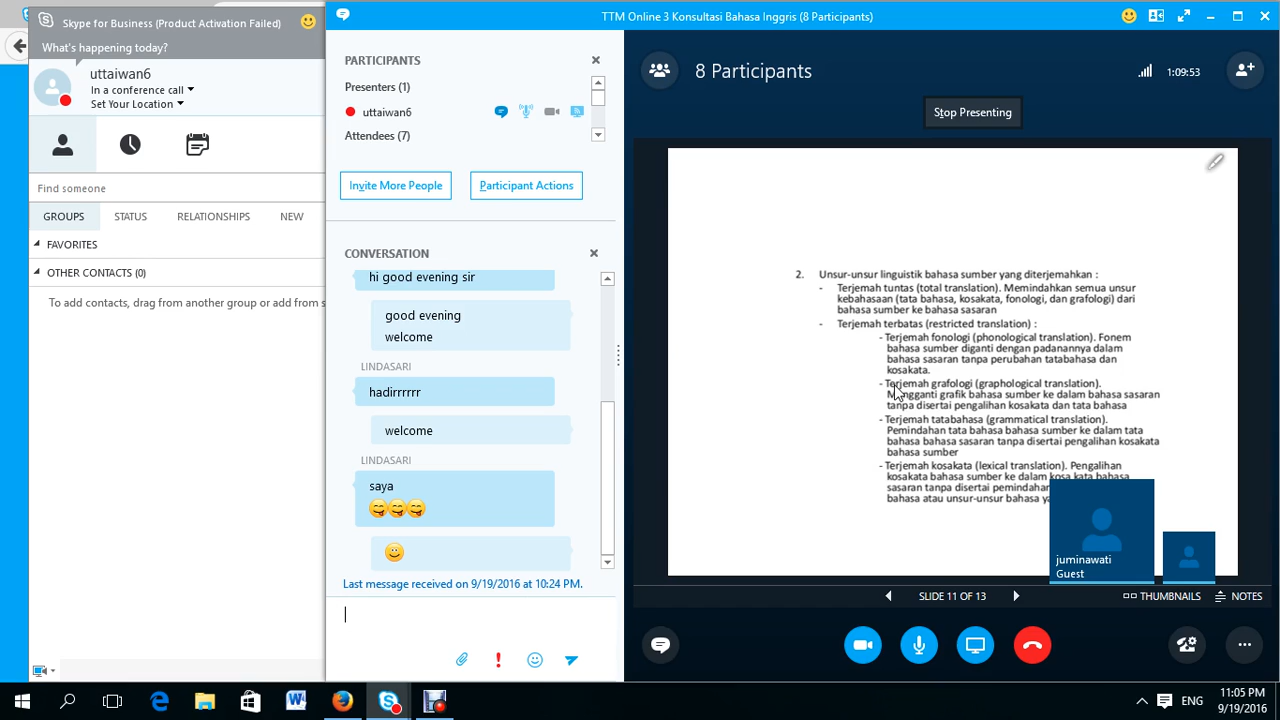 Skype for Business (Product Activation Failed)
What's happening today?
uttaiwan6
In a conference call
Set Your Location
Find someone
GROUPS STATUS RELATIONSHIPS NEW
FAVORITES
OTHER CONTACTS (0)
To add contacts, drag from another group or add from s
TTM Online 3 Konsultasi Bahasa Inggris (8 Participants)
PARTICIPANTS
Presenters (1)
uttaiwan6
Attendees (7)
Invite More People Participant Actions
CONVERSATION
hi good evening sir
good evening
welcome
LINDASARI
hadirrrrrr
welcome
LINDASARI
saya
Last message received on 9/19/2016 at 10:24 PM.
8 Participants
1:09:53
Stop Presenting
2. Unsur-unsur linguistik bahasa sumber yang diterjemahkan :
- Terjemah tuntas (total translation). Memindahkan semua unsur
kebahasaan (tata bahasa, kosakata, fonologi, dan grafologi) dari
bahasa sumber ke bahasa sasaran
- Terjemah terbatas (restricted translation) :
- Terjemah fonologi (phonological translation). Fonem
bahasa sumber diganti dengan padanannya dalam
bahasa sasaran tanpa perubahan tatabahasa dan
kosakata.
- Terjemah grafologi (graphological translation).
Mengganti grafik bahasa sumber ke dalam bahasa sasaran
tanpa disertai pengalihan kosakata dan tata bahasa
- Terjemah tatabahasa (grammatical translation).
Pemindahan tata bahasa bahasa sumber ke dalam tata
bahasa bahasa sasaran tanpa disertai pengalihan kosakata
bahasa sumber
- Terjemah kosakata (lexical translation). Pengalihan
kosakata bahasa sumber ke dalam kosa kata bahasa
sasaran tanpa disertai pemindahan
bahasa atau unsur-unsur bahasa
juminawati
Guest
SLIDE 11 OF 13
THUMBNAILS NOTES
ENG
11:05 PM
9/19/2016